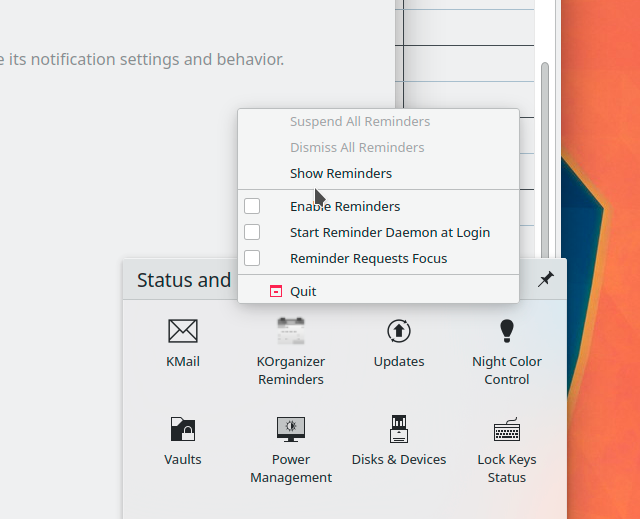 e its notification settings and behavior.
Suspend All Reminders
Dismiss All Reminders
Show Reminders
Enable Reminders
Start Reminder Daemon at Login
Reminder Requests Focus
Quit
Status and
KMail
KOrganizer
Reminders
Updates
Night Color
Control
Vaults
Power
Management
Disks & Devices
Lock Keys
Status